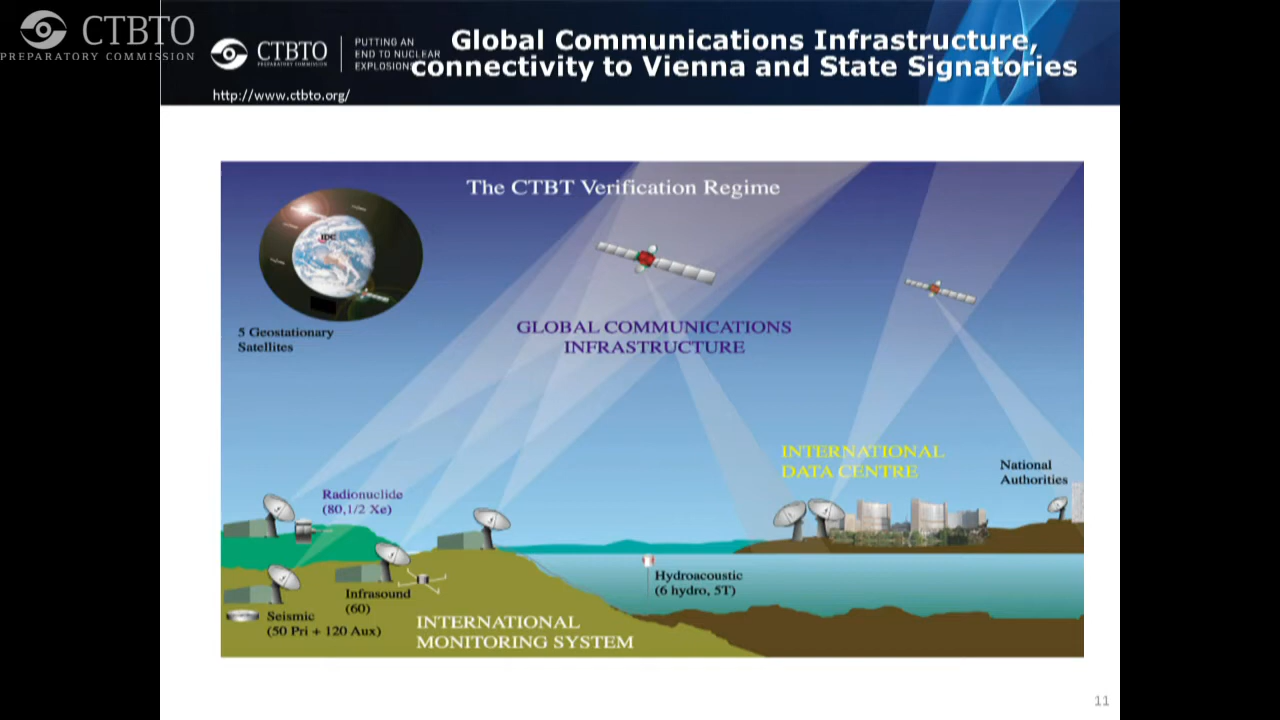 CTBTO
PREPARATORY COMMISSION
CTBTO
PREPARATORY COMMISSION
PUTTING AN
END TO NUCLEAR
EXPLOSIONS
Global Communications Infrastructure,
connectivity to Vienna and State Signatories
http://www.ctbto.org/
The CTBT Verification Regime
IDC
5 Geostationary
Satellites
GLOBAL COMMUNICATIONS
INFRASTRUCTURE
INTERNATIONAL
DATA CENTRE
National
Authorities
Radionuclide
(80,1/2 Xe)
Hydroacoustic
(6 hydro, 5T)
Infrasound
(60)
Seismic
(50 Pri + 120 Aux)
INTERNATIONAL
MONITORING SYSTEM
11